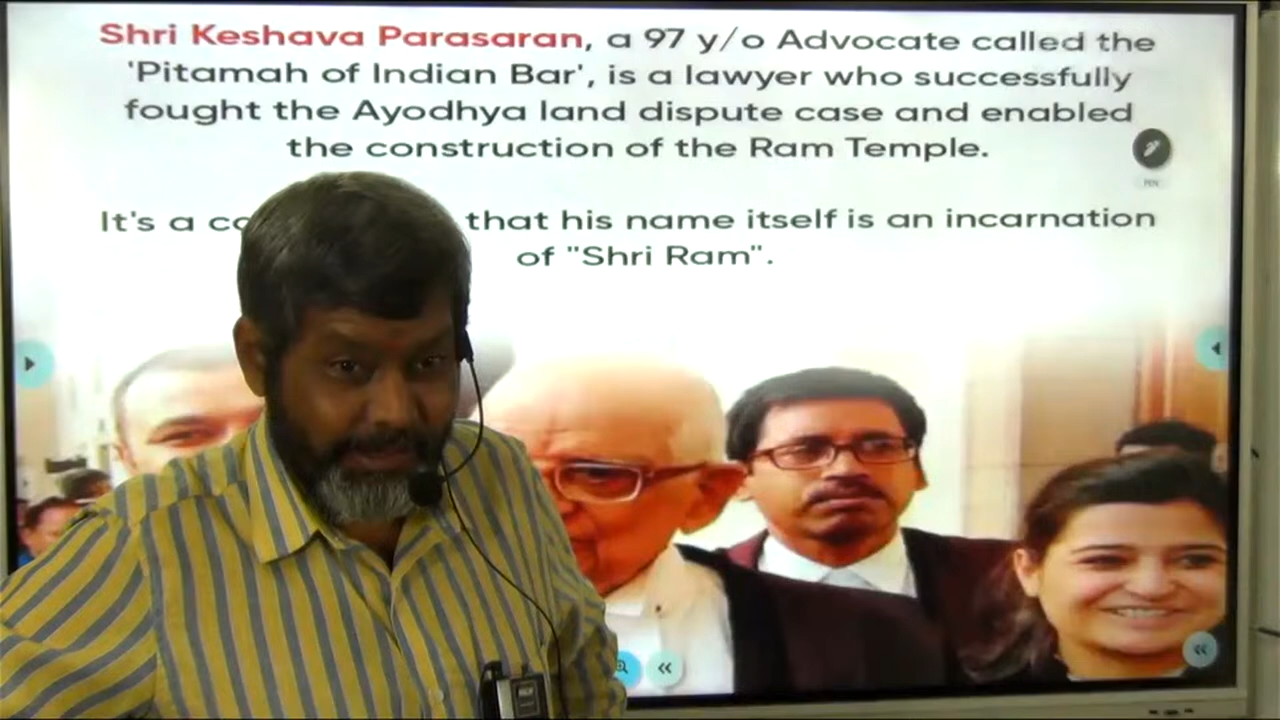 Shri Keshava Parasaran, a 97 y/o Advocate called the
'Pitamah of Indian Bar', is a lawyer who successfully
fought the Ayodhya land dispute case and enabled
the construction of the Ram Temple.
PEN
It's a that his name itself is an incarnation
of "Shri Ram".